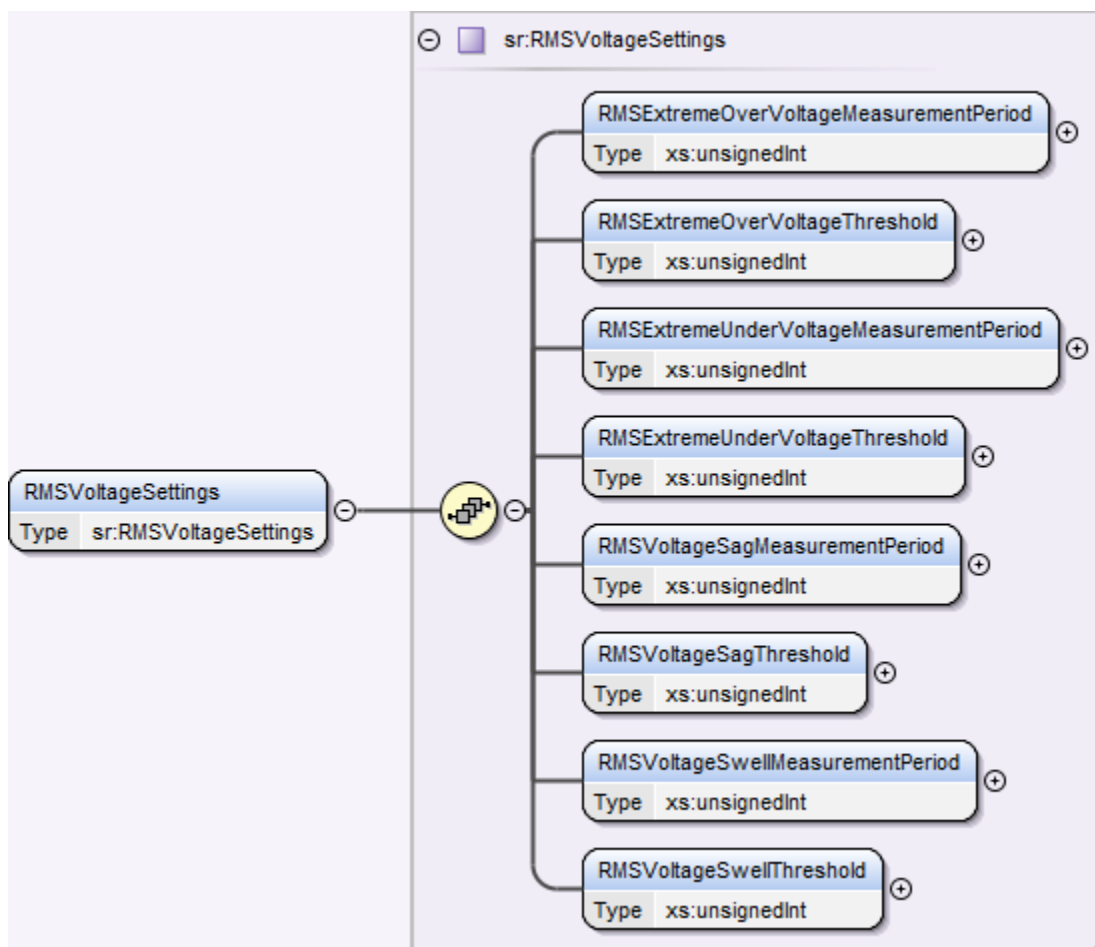 sr:RMSVoltageSettings
RMSExtremeOverVoltageMeasurementPeriod
Type xs:unsignedInt
RMSExtremeOverVoltageThreshold
Type xs:unsignedInt
RMSExtremeUnderVoltageMeasurementPeriod
Type xs:unsignedInt
RMSExtremeUnderVoltageThreshold
Type xs:unsignedInt
RMSVoltageSettings
Type sr:RMSVoltageSettings
RMSVoltageSagMeasurementPeriod
Type xs:unsignedInt
RMSVoltageSagThreshold
Type xs:unsignedInt
RMSVoltageSwellMeasurementPeriod
Type xs:unsignedInt
RMSVoltageSwellThreshold
Type xs:unsignedInt